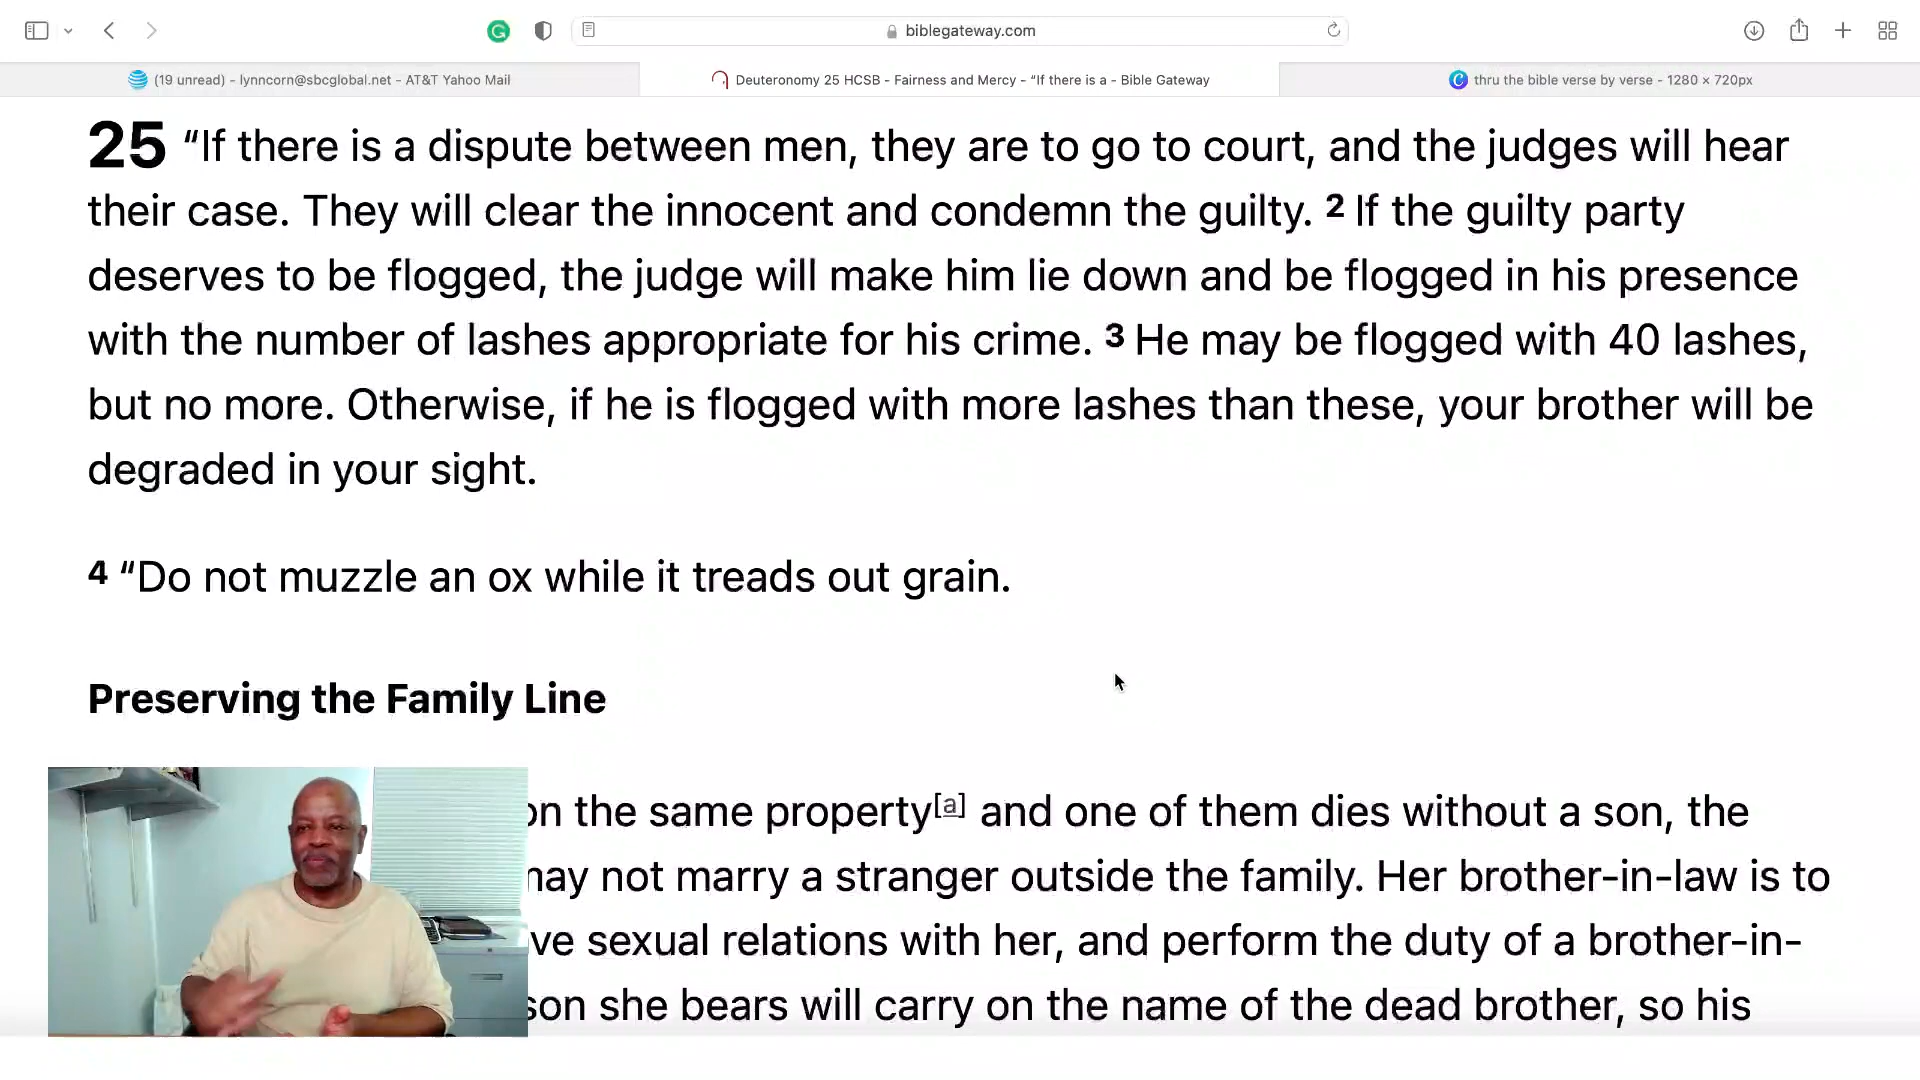 biblegateway.com
(19 unread) - lynncorn@sbcglobal.net - AT&T Yahoo Mail
Deuteronomy 25 HCSB - Fairness and Mercy - “If there is a - Bible Gateway
thru the bible verse by verse - 1280 × 720px
25 “If there is a dispute between men, they are to go to court, and the judges will hear
their case. They will clear the innocent and condemn the guilty. 2 If the guilty party
deserves to be flogged, the judge will make him lie down and be flogged in his presence
with the number of lashes appropriate for his crime. 3 He may be flogged with 40 lashes,
but no more. Otherwise, if he is flogged with more lashes than these, your brother will be
degraded in your sight.
4 “Do not muzzle an ox while it treads out grain.
Preserving the Family Line
on the same property[a] and one of them dies without a son, the
may not marry a stranger outside the family. Her brother-in-law is to
ve sexual relations with her, and perform the duty of a brother-in-
son she bears will carry on the name of the dead brother, so his